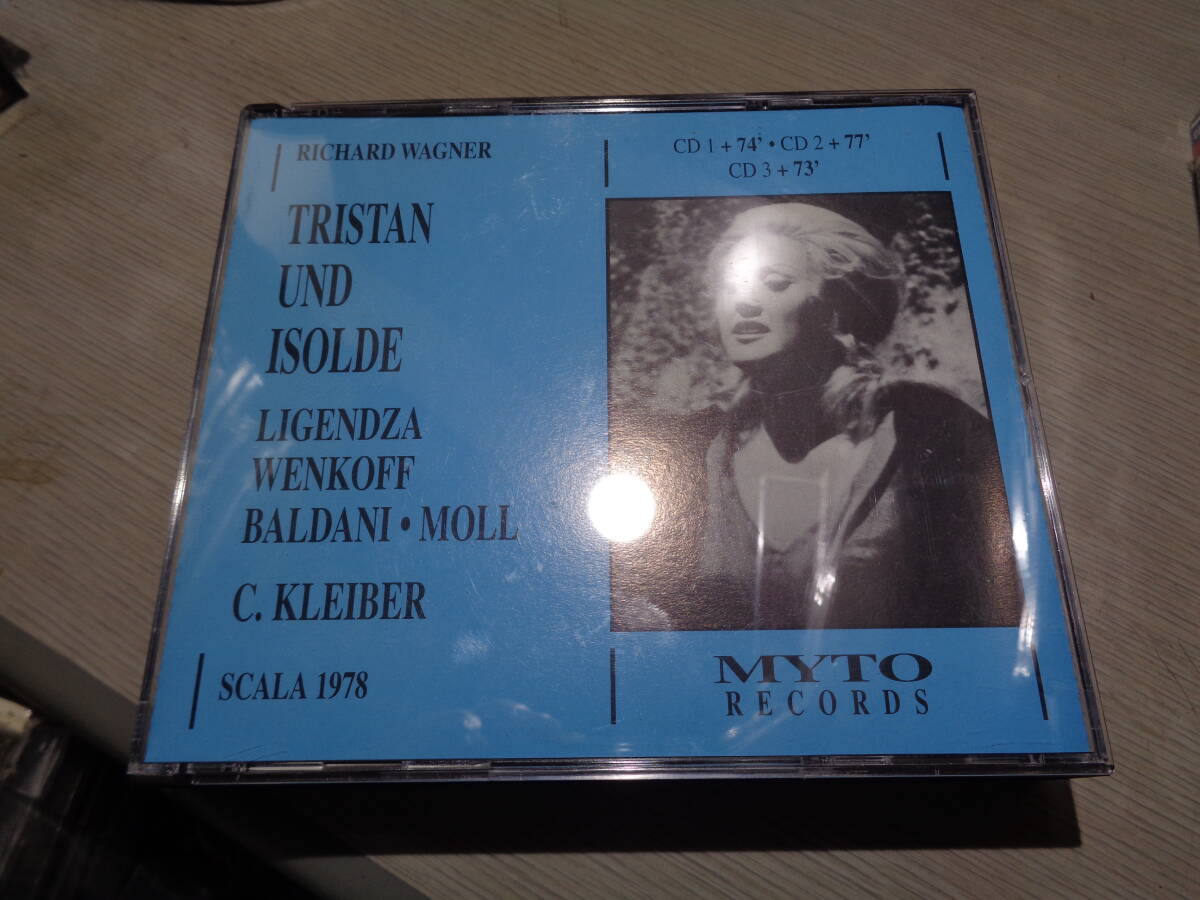 RICHARD WAGNER
TRISTAN
UND
ISOLDE
LIGENDZA
WENKOFF
BALDANI • MOLL
C. KLEIBER
SCALA 1978
CD 1 + 74' • CD 2 + 77'
CD 3 + 73'
MYTO
RECORDS